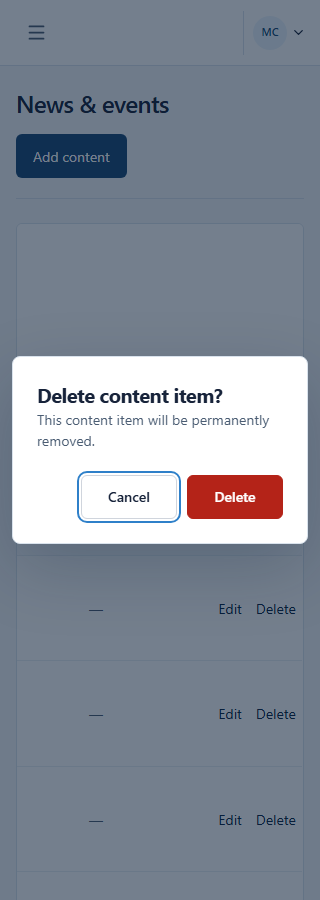 MC
News & events
Add content
Delete content item?
This content item will be permanently
removed.
Cancel
Delete
—
Edit
Delete
—
Edit
Delete
—
Edit
Delete